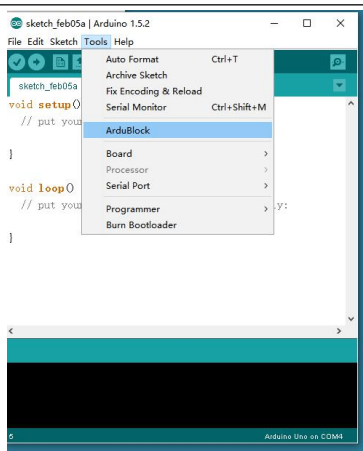 sketch_feb05a | Arduino 1.5.2
File Edit Sketch Tools Help
Auto Format Ctrl+T
Archive Sketch
Fix Encoding & Reload
Serial Monitor Ctrl+Shift+M
ArduBlock
Board
Processor
Serial Port
Programmer
Burn Bootloader
sketch_feb05a
void setup()
// put your
}
void loop()
// put your y:
}
6 Arduino Uno on COM4